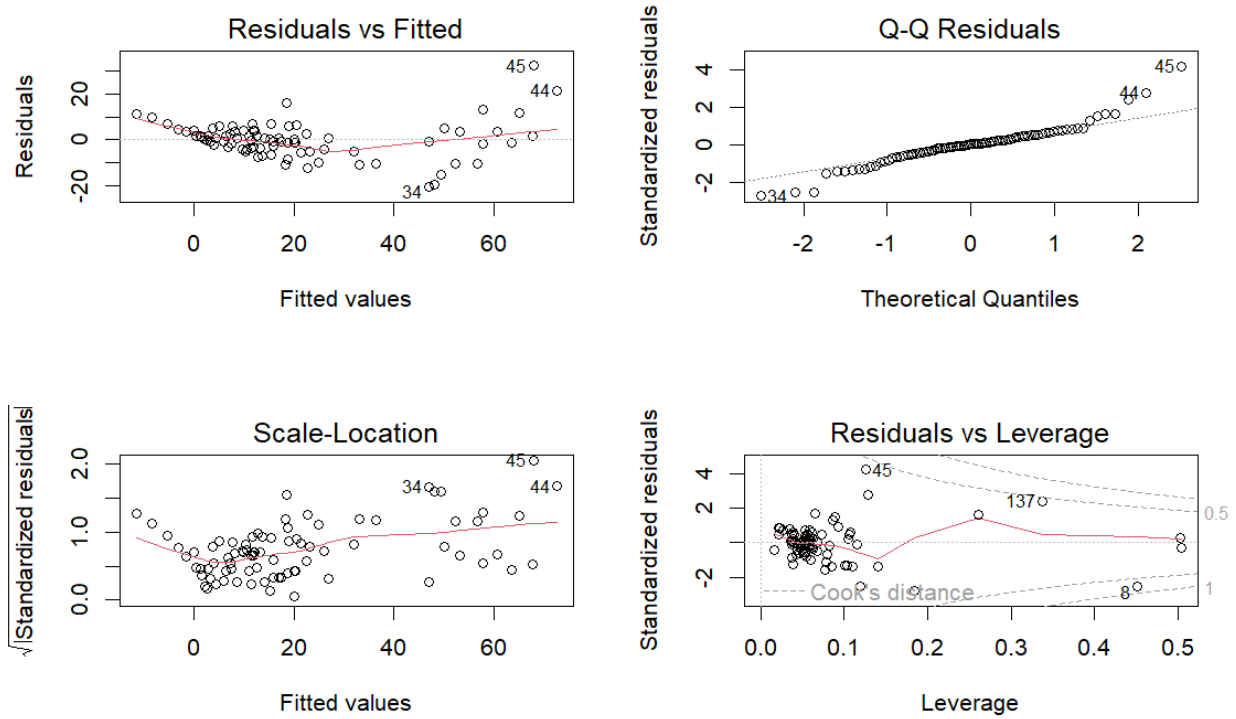 Residuals vs Fitted
Residuals
-20 0 20
45
44
34
0 20 40 60
Fitted values
Q-Q Residuals
Standardized residuals
-2 0 2 4
45
44
34
-2 -1 0 1 2
Theoretical Quantiles
Scale-Location
√|Standardized residuals|
0.0 1.0 2.0
45
34
44
0 20 40 60
Fitted values
Residuals vs Leverage
Standardized residuals
-2 0 2 4
45
137
0.5
Cook's distance
8
1
0.0 0.1 0.2 0.3 0.4 0.5
Leverage